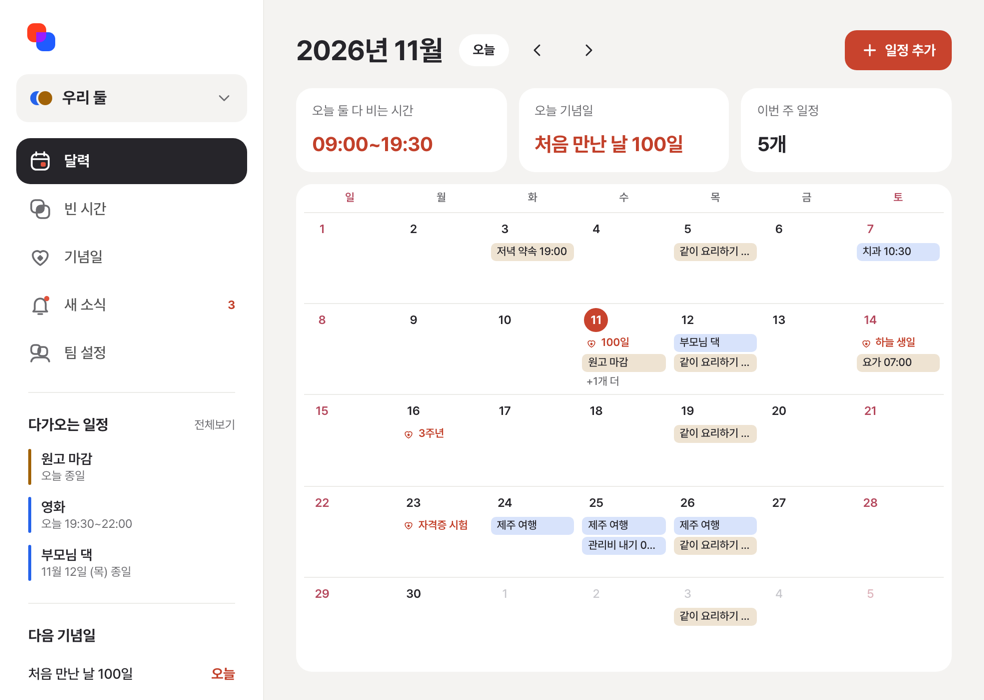 우리 둘
달력
빈 시간
기념일
새 소식 3
팀 설정
다가오는 일정 전체보기
원고 마감
오늘 종일
영화
오늘 19:30~22:00
부모님 댁
11월 12일 (목) 종일
다음 기념일
처음 만난 날 100일 오늘
2026년 11월 오늘
일정 추가
오늘 둘 다 비는 시간
09:00~19:30
오늘 기념일
처음 만난 날 100일
이번 주 일정
5개
일 월 화 수 목 금 토
1 2 3 4 5 6 7
저녁 약속 19:00 같이 요리하기 ... 치과 10:30
8 9 10 11 12 13 14
100일 부모님 댁 하늘 생일
원고 마감 같이 요리하기 ... 요가 07:00
+1개 더
15 16 17 18 19 20 21
3주년 같이 요리하기 ...
22 23 24 25 26 27 28
자격증 시험 제주 여행 제주 여행 제주 여행
관리비 내기 0... 같이 요리하기 ...
29 30 1 2 3 4 5
같이 요리하기 ...